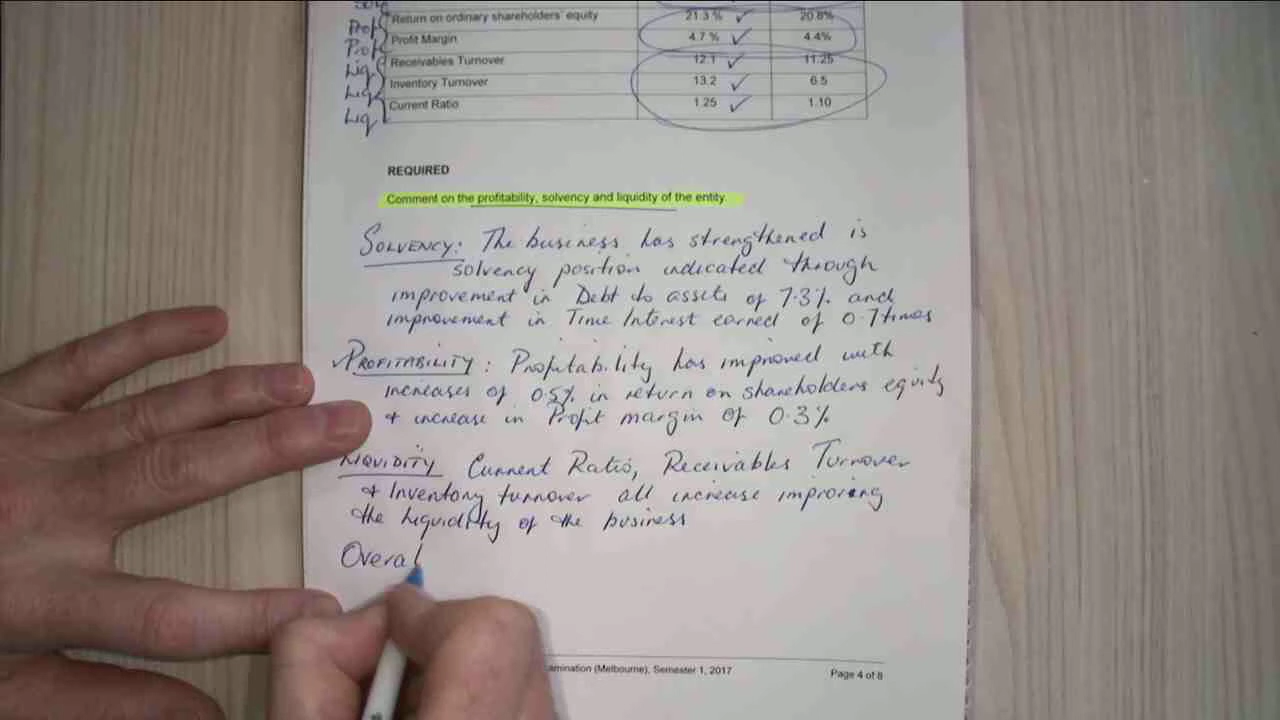 Return on ordinary shareholders' equity 21.3 % ✓ 20.8%
Prof
Profit Margin 4.7 % ✓ 4.4%
Prof
Receivables Turnover 12.1 ✓ 11.25
Liq
Inventory Turnover 13.2 ✓ 6.5
Liq
Current Ratio 1.25 ✓ 1.10
Liq
REQUIRED
Comment on the profitability, solvency and liquidity of the entity.
SOLVENCY: The business has strengthened is
solvency position indicated through
improvement in Debt to assets of 7.3% and
improvement in Time Interest earned of 0.7 times
PROFITABILITY: Profitability has improved with
increases of 0.5% in return on shareholders equity
+ increase in Profit margin of 0.3%
LIQUIDITY Current Ratio, Receivables Turnover
+ Inventory turnover all increase improving
the liquidity of the business
Overal
amination (Melbourne), Semester 1, 2017
Page 4 of 8